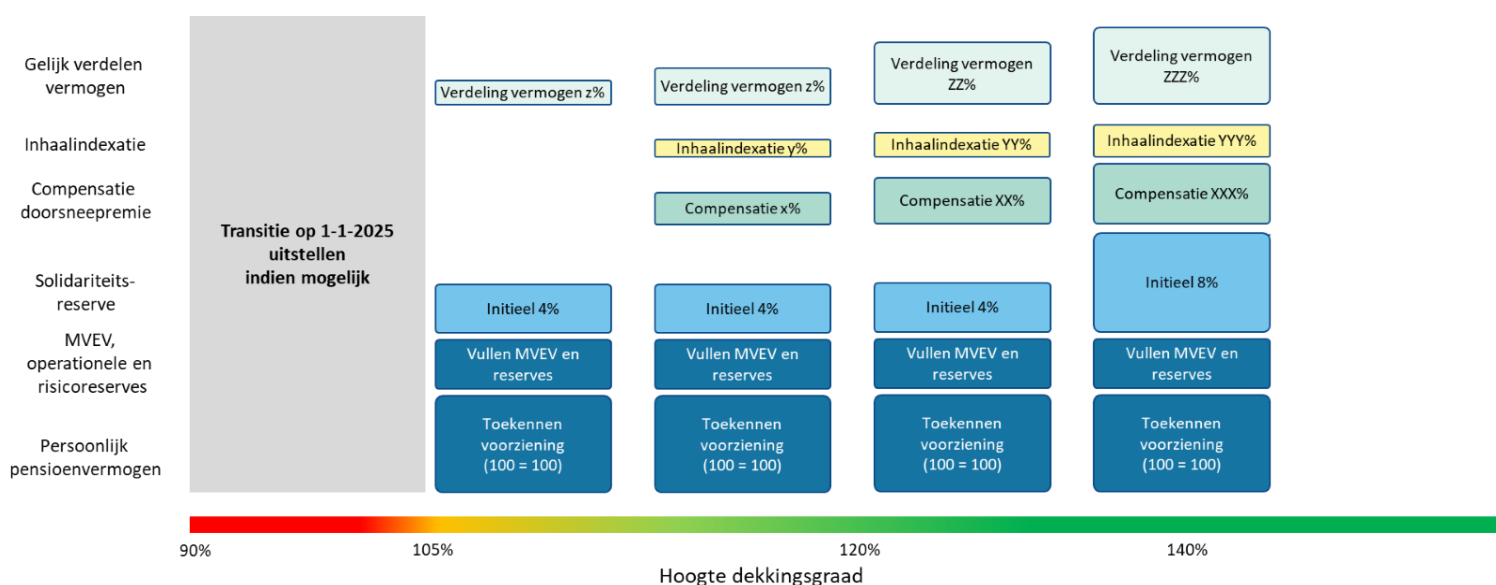 Gelijk verdelen
vermogen
Verdeling vermogen z%
Verdeling vermogen z%
Verdeling vermogen
ZZ%
Verdeling vermogen
ZZZ%
Inhaalindexatie
Inhaalindexatie y%
Inhaalindexatie YY%
Inhaalindexatie YYY%
Compensatie
doorsneepremie
Compensatie x%
Compensatie XX%
Compensatie XXX%
Transitie op 1-1-2025
uitstellen
indien mogelijk
Solidariteits-
reserve
Initieel 4%
Initieel 4%
Initieel 4%
Initieel 8%
MVEV,
operationele en
risicoreserves
Vullen MVEV en
reserves
Vullen MVEV en
reserves
Vullen MVEV en
reserves
Vullen MVEV en
reserves
Persoonlijk
pensioenvermogen
Toekennen
voorziening
(100 = 100)
Toekennen
voorziening
(100 = 100)
Toekennen
voorziening
(100 = 100)
Toekennen
voorziening
(100 = 100)
90%
105%
120%
140%
Hoogte dekkingsgraad